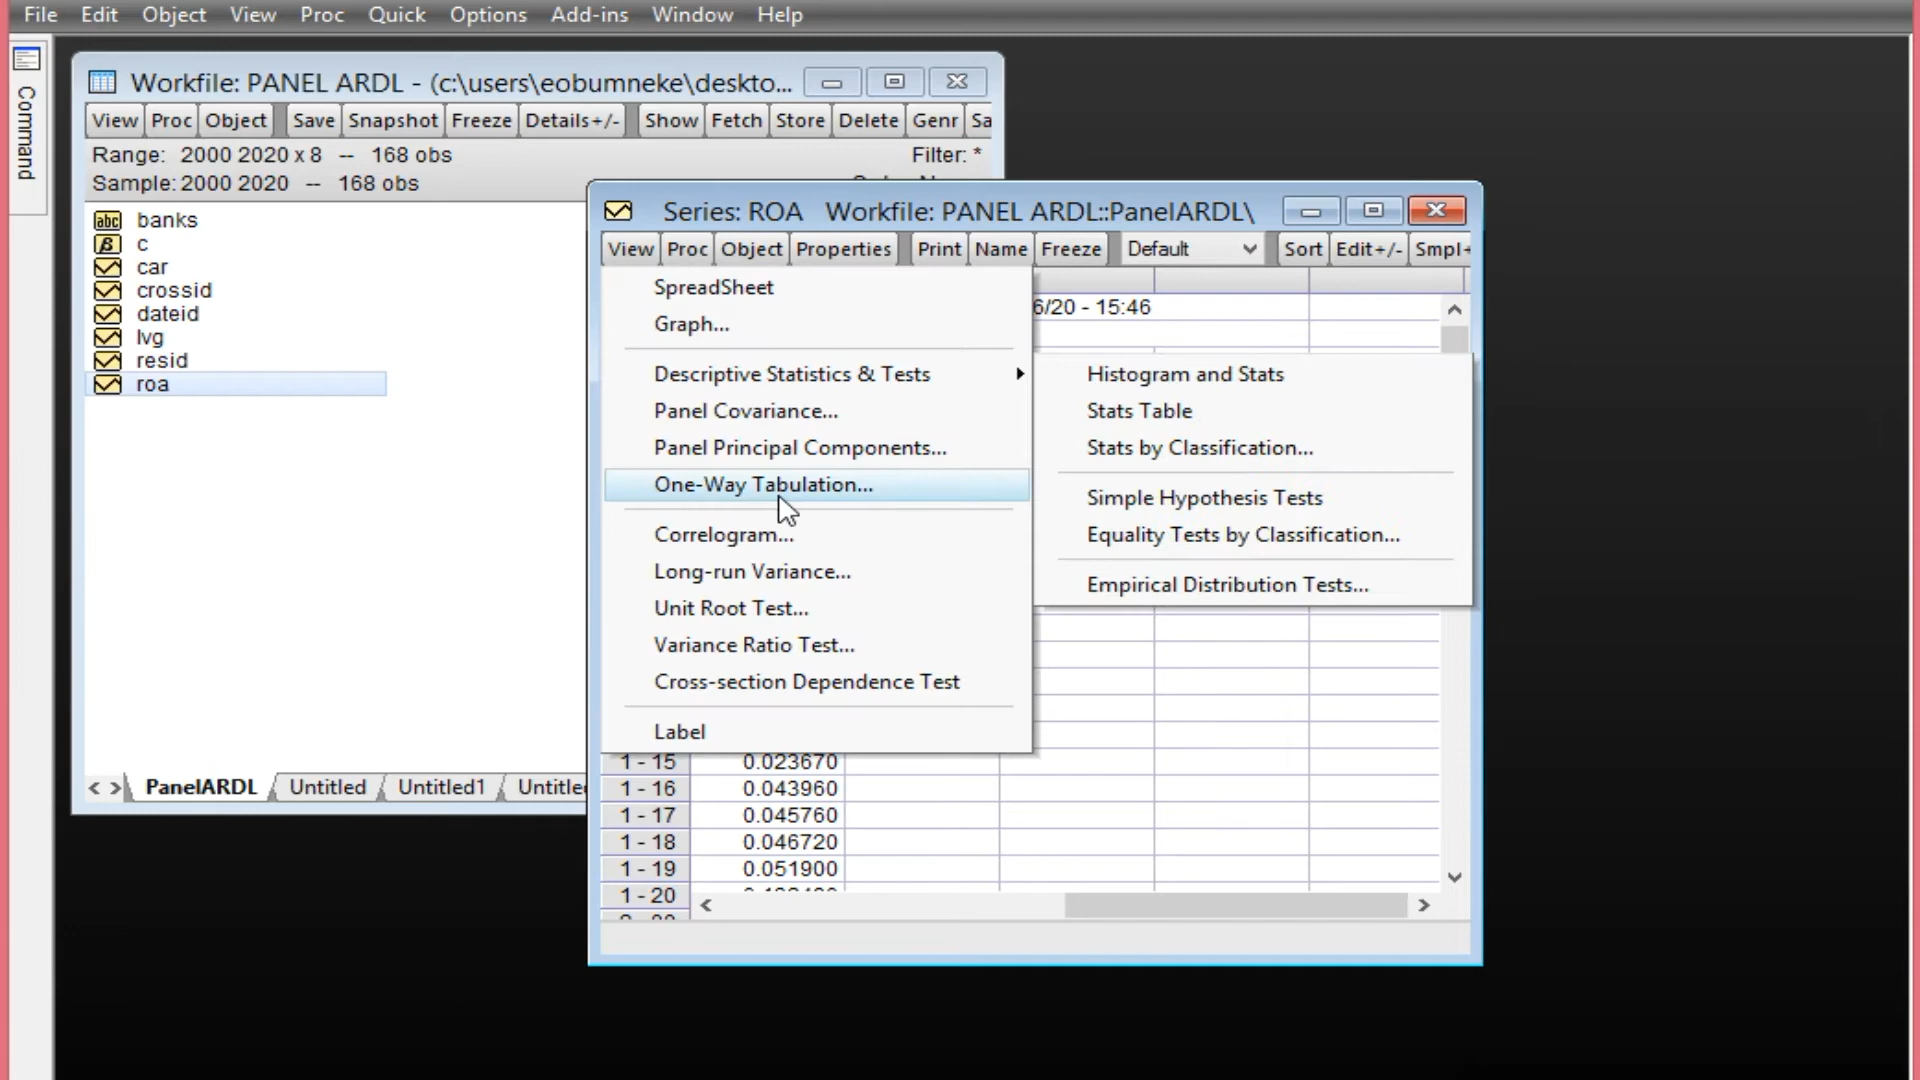 File Edit Object View Proc Quick Options Add-ins Window Help
Command
Workfile: PANEL ARDL - (c:\users\eobumneke\deskto...
View Proc Object Save Snapshot Freeze Details+/- Show Fetch Store Delete Genr Sa
Range: 2000 2020 x 8 -- 168 obs Filter: *
Sample: 2000 2020 -- 168 obs
abc banks
β c
car
crossid
dateid
lvg
resid
roa
< > PanelARDL Untitled Untitled1
Series: ROA Workfile: PANEL ARDL::PanelARDL\
View Proc Object Properties Print Name Freeze Default Sort Edit+/- Smpl+
6/20 - 15:46
SpreadSheet
Graph...
Descriptive Statistics & Tests
Panel Covariance...
Panel Principal Components...
One-Way Tabulation...
Correlogram...
Long-run Variance...
Unit Root Test...
Variance Ratio Test...
Cross-section Dependence Test
Label
Histogram and Stats
Stats Table
Stats by Classification...
Simple Hypothesis Tests
Equality Tests by Classification...
Empirical Distribution Tests...
1 - 15 0.023670
1 - 16 0.043960
1 - 17 0.045760
1 - 18 0.046720
1 - 19 0.051900
1 - 20